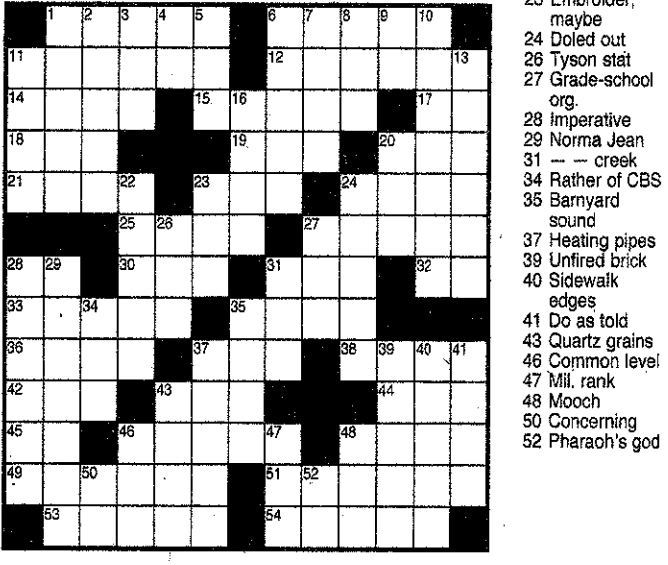 1 2 3 4 5 6 7 8 9 10
11 12 13
14 15 16 17
18 19 20
21 22 23 24
25 26 27
28 29 30 31 32
33 34 35
36 37 38 39 40 41
42 43 44
45 46 47 48
49 50 51 52
53 54
maybe
24 Doled out
26 Tyson stat
27 Grade-school
org.
28 Imperative
29 Norma Jean
31 – – creek
34 Rather of CBS
35 Barnyard
sound
37 Heating pipes
39 Unfired brick
40 Sidewalk
edges
41 Do as told
43 Quartz grains
46 Common level
47 Mil. rank
48 Mooch
50 Concerning
52 Pharaoh's god